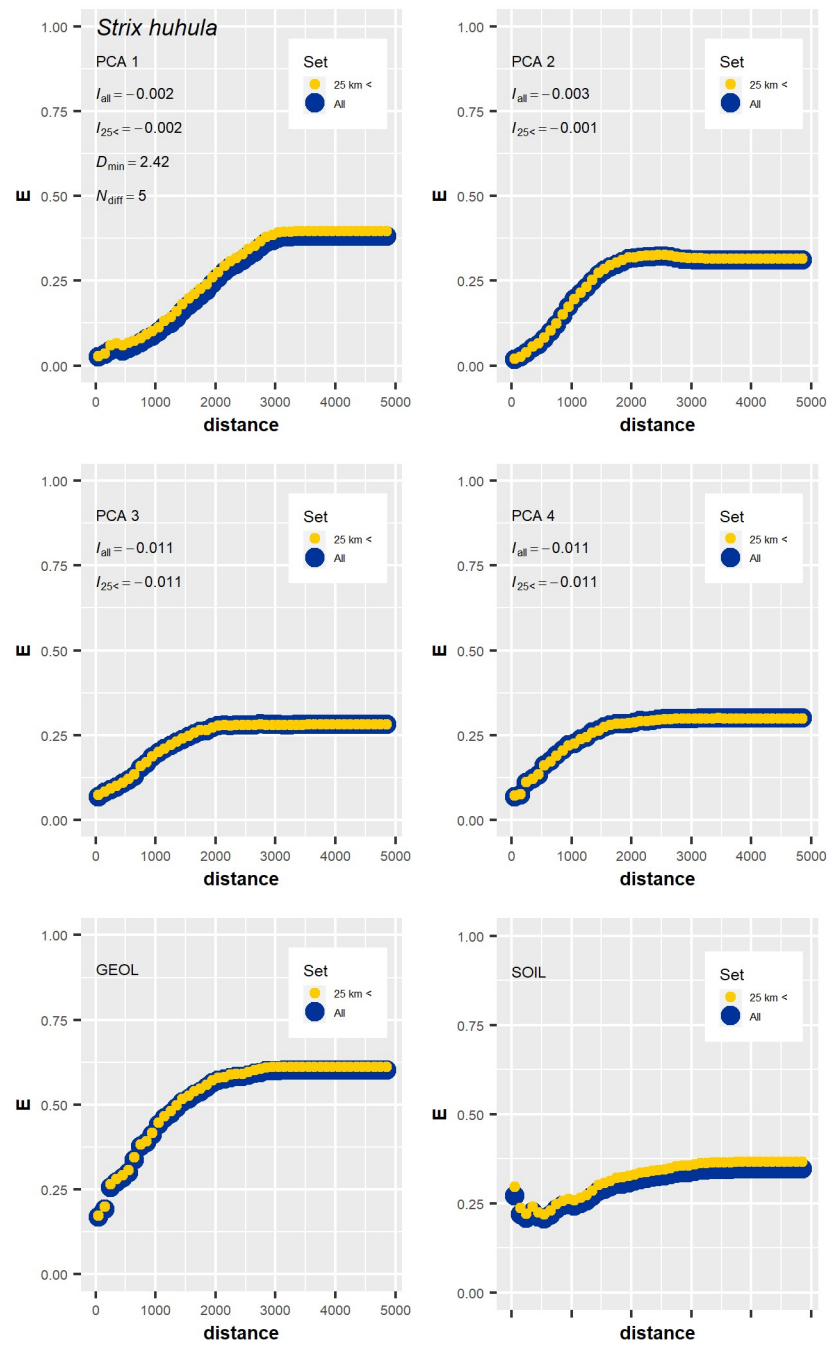 Strix huhula
PCA 1
I_all = −0.002
I_25< = −0.002
D_min = 2.42
N_diff = 5
Set
25 km <
All
E
1.00
0.75
0.50
0.25
0.00
0 1000 2000 3000 4000 5000
distance
PCA 2
I_all = −0.003
I_25< = −0.001
Set
25 km <
All
E
1.00
0.75
0.50
0.25
0.00
0 1000 2000 3000 4000 5000
distance
PCA 3
I_all = −0.011
I_25< = −0.011
Set
25 km <
All
E
1.00
0.75
0.50
0.25
0.00
0 1000 2000 3000 4000 5000
distance
PCA 4
I_all = −0.011
I_25< = −0.011
Set
25 km <
All
E
1.00
0.75
0.50
0.25
0.00
0 1000 2000 3000 4000 5000
distance
GEOL
Set
25 km <
All
E
1.00
0.75
0.50
0.25
0.00
0 1000 2000 3000 4000 5000
distance
SOIL
Set
25 km <
All
E
1.00
0.75
0.50
0.25
0.00
distance